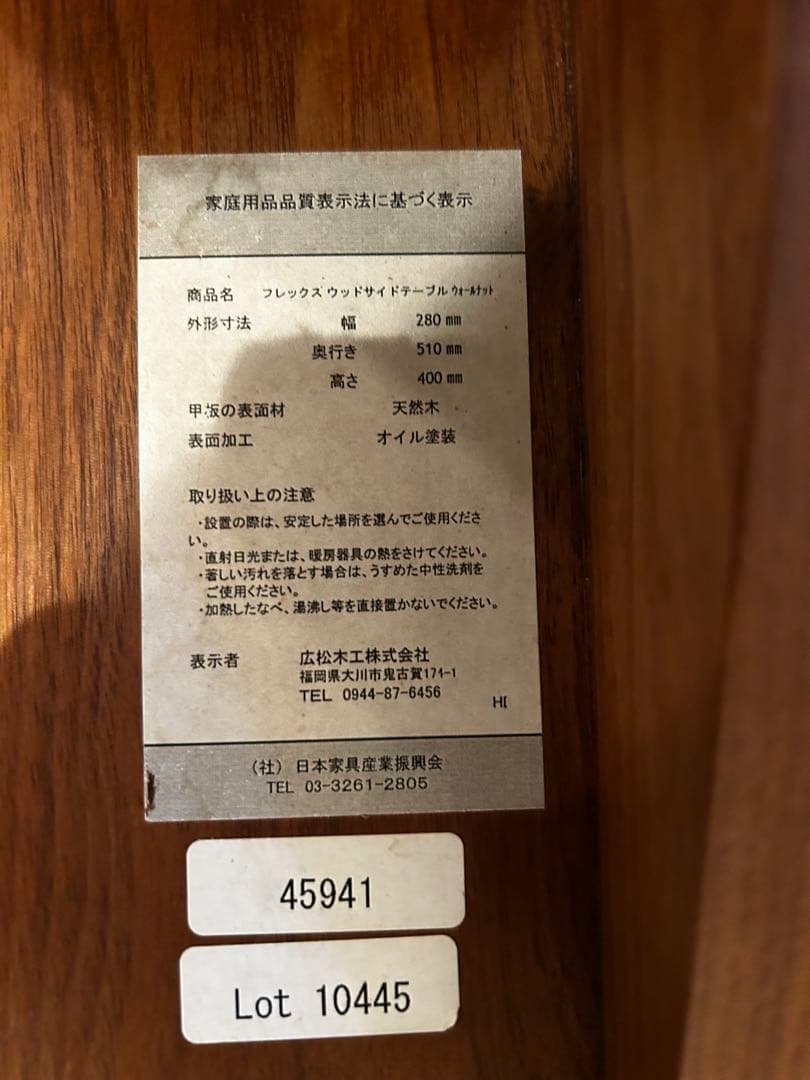 家庭用品品質表示法に基づく表示
商品名 フレックス ウッドサイドテーブル ウォールナット
外形寸法 幅 280 ㎜
奥行き 510 ㎜
高さ 400 ㎜
甲板の表面材 天然木
表面加工 オイル塗装
取り扱い上の注意
・設置の際は、安定した場所を選んでご使用くださ
い。
・直射日光または、暖房器具の熱をさけてください。
・著しい汚れを落とす場合は、うすめた中性洗剤を
ご使用ください。
・加熱したなべ、湯沸し等を直接置かないでください。
表示者 広松木工株式会社
福岡県大川市鬼古賀174-1
TEL 0944-87-6456
HI
（社）日本家具産業振興会
TEL 03-3261-2805
45941
Lot 10445